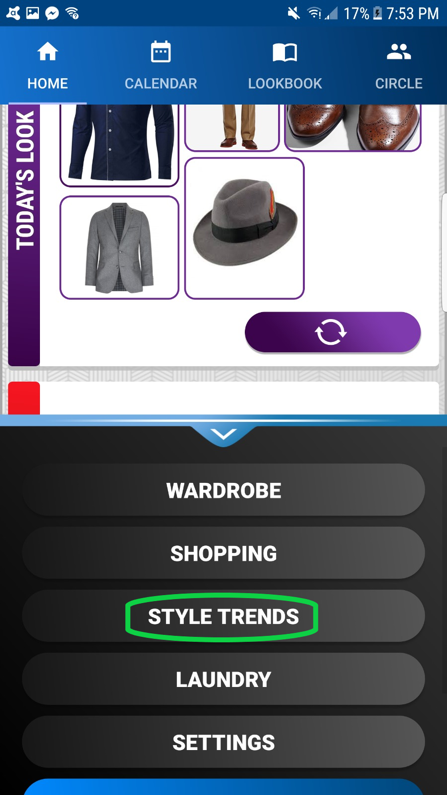 17% 7:53 PM
HOME CALENDAR LOOKBOOK CIRCLE
TODAY'S LOOK
WARDROBE
SHOPPING
STYLE TRENDS
LAUNDRY
SETTINGS